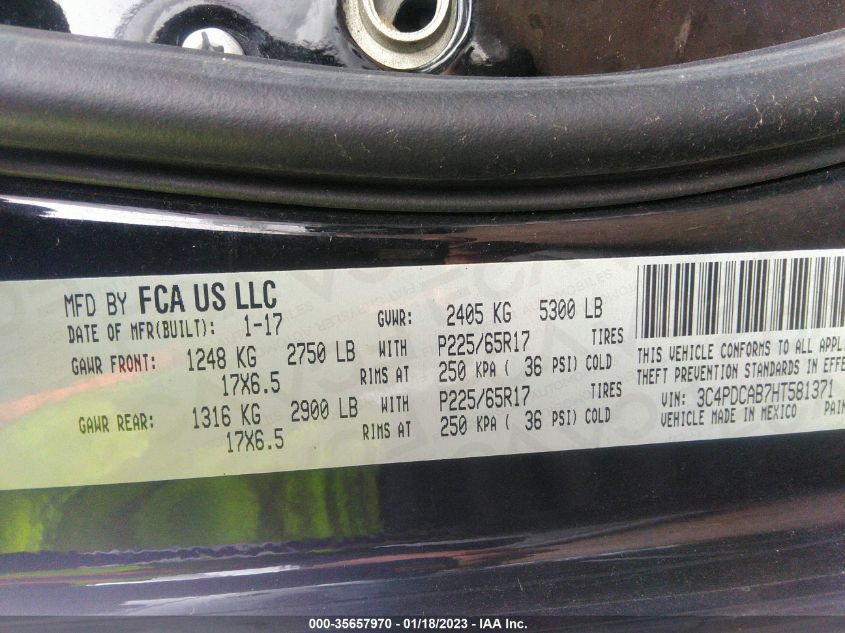 MFD BY FCA US LLC
DATE OF MFR(BUILT): 1-17 GVWR: 2405 KG 5300 LB
GAWR FRONT: 1248 KG 2750 LB WITH P225/65R17 TIRES
17X6.5 RIMS AT 250 KPA ( 36 PSI) COLD
GAWR REAR: 1316 KG 2900 LB WITH P225/65R17 TIRES
17X6.5 RIMS AT 250 KPA ( 36 PSI) COLD
THIS VEHICLE CONFORMS TO ALL APPL
THEFT PREVENTION STANDARDS IN EFFE
VIN: 3C4PDCAB7HT581371
VEHICLE MADE IN MEXICO PAIN
000-35657970 / 01/18/2023 / IAA Inc.